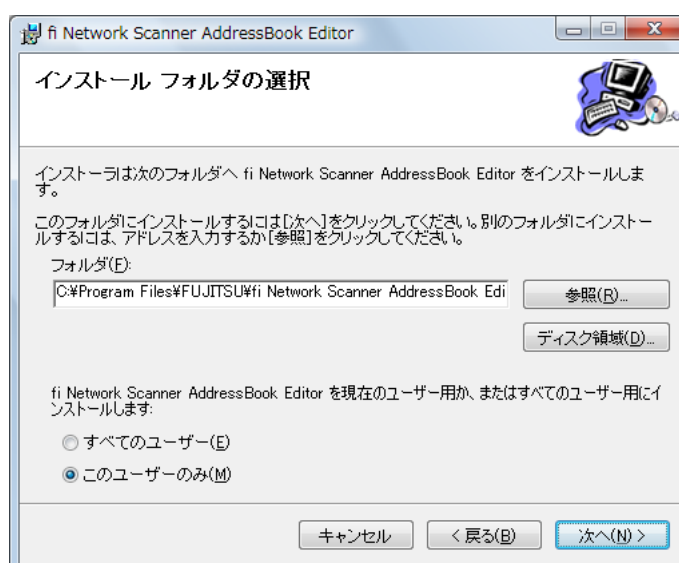 fi Network Scanner AddressBook Editor
インストール フォルダの選択
インストーラは次のフォルダへ fi Network Scanner AddressBook Editor をインストールしま
す。
このフォルダにインストールするには[次へ]をクリックしてください。別のフォルダにインストー
ルするには、アドレスを入力するか[参照]をクリックしてください。
フォルダ(F):
C:¥Program Files¥FUJITSU¥fi Network Scanner AddressBook Edi
参照(R)...
ディスク領域(D)...
fi Network Scanner AddressBook Editor を現在のユーザー用か、またはすべてのユーザー用にイ
ンストールします:
すべてのユーザー(E)
このユーザーのみ(M)
キャンセル
< 戻る(B)
次へ(N) >